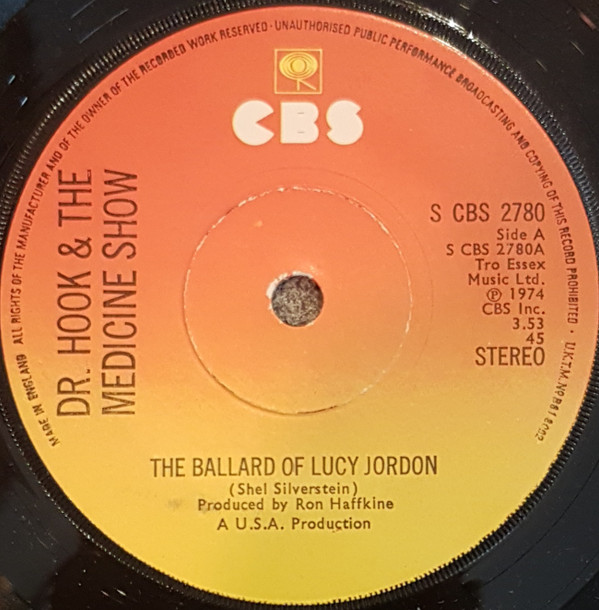 MADE IN ENGLAND ALL RIGHTS OF THE MANUFACTURER AND OF THE OWNER OF THE RECORDED WORK RESERVED · UNAUTHORISED PUBLIC PERFORMANCE BROADCASTING AND COPYING OF THIS RECORD PROHIBITED · U.K.T.M. No B618002
CBS
DR. HOOK & THE
MEDICINE SHOW
S CBS 2780
Side A
S CBS 2780A
Tro Essex
Music Ltd.
℗ 1974
CBS Inc.
3.53
45
STEREO
THE BALLARD OF LUCY JORDON
(Shel Silverstein)
Produced by Ron Haffkine
A U.S.A. Production